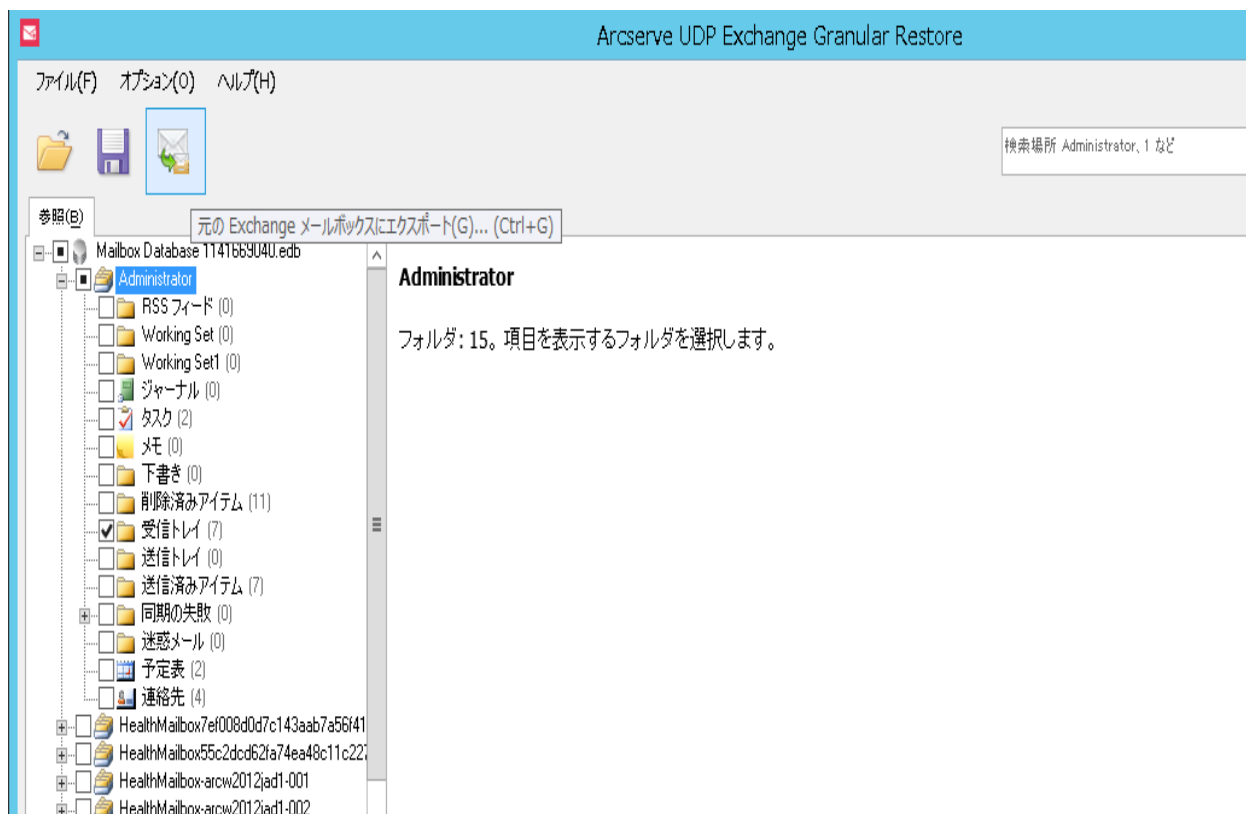 Arcserve UDP Exchange Granular Restore
ファイル(F) オプション(O) ヘルプ(H)
検索場所 Administrator、1 など
参照(B)
元の Exchange メールボックスにエクスポート(G)... (Ctrl+G)
Mailbox Database 1141669040.edb
Administrator
RSS フィード (0)
Working Set (0)
Working Set1 (0)
ジャーナル (0)
タスク (2)
メモ (0)
下書き (0)
削除済みアイテム (11)
受信トレイ (7)
送信トレイ (0)
送信済みアイテム (7)
同期の失敗 (0)
迷惑メール (0)
予定表 (2)
連絡先 (4)
HealthMailbox7ef008d0d7c143aab7a56f41
HealthMailbox55c2dcd62fa74ea48c11c227
HealthMailbox-arcw2012jad1-001
HealthMailbox-arcw2012jad1-002
Administrator
フォルダ: 15。項目を表示するフォルダを選択します。